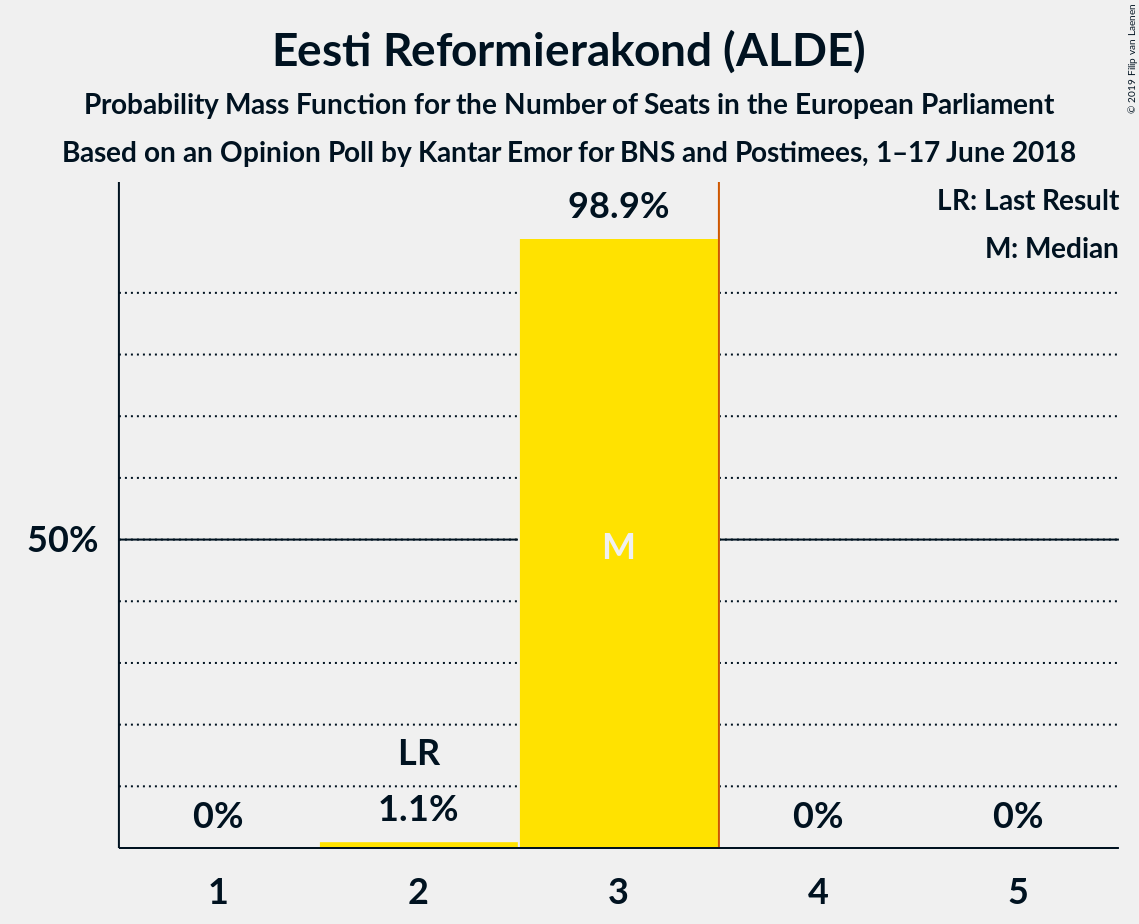 Eesti Reformierakond (ALDE)
Probability Mass Function for the Number of Seats in the European Parliament
Based on an Opinion Poll by Kantar Emor for BNS and Postimees, 1–17 June 2018
© 2019 Filip van Laenen
LR: Last Result
M: Median
98.9%
50%
M
LR
0%
1.1%
0%
0%
1
2
3
4
5